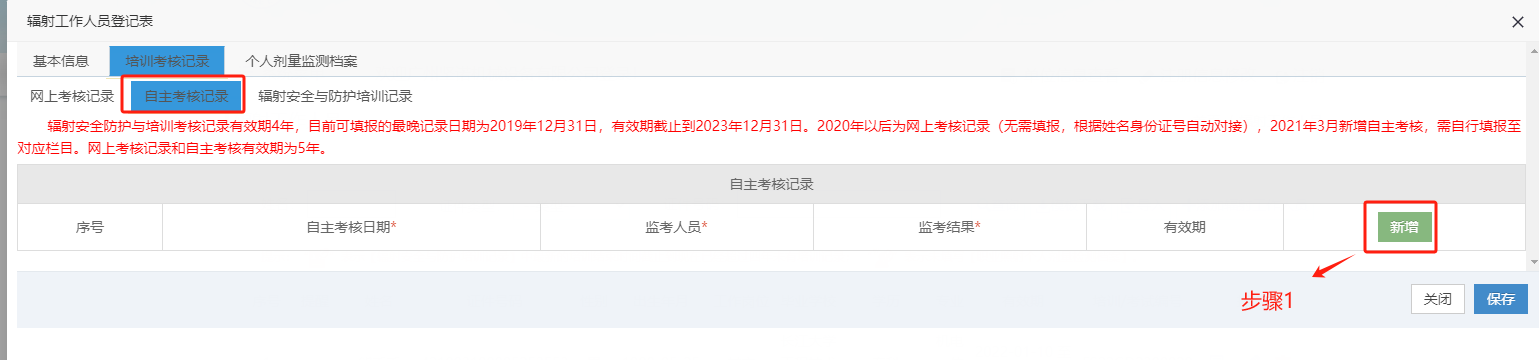 辐射工作人员登记表
基本信息 培训考核记录 个人剂量监测档案
网上考核记录 自主考核记录 辐射安全与防护培训记录
辐射安全防护与培训考核记录有效期4年，目前可填报的最晚记录日期为2019年12月31日，有效期截止到2023年12月31日。2020年以后为网上考核记录（无需填报，根据姓名身份证号自动对接），2021年3月新增自主考核，需自行填报至
对应栏目。网上考核记录和自主考核有效期为5年。
自主考核记录
序号 自主考核日期* 监考人员* 监考结果* 有效期 新增
步骤1
关闭 保存